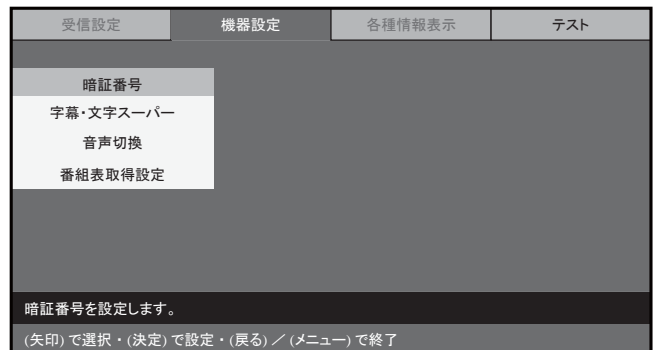 受信設定 機器設定 各種情報表示 テスト
暗証番号
字幕・文字スーパー
音声切換
番組表取得設定
暗証番号を設定します。
(矢印) で選択・(決定) で設定・(戻る) ／ (メニュー) で終了